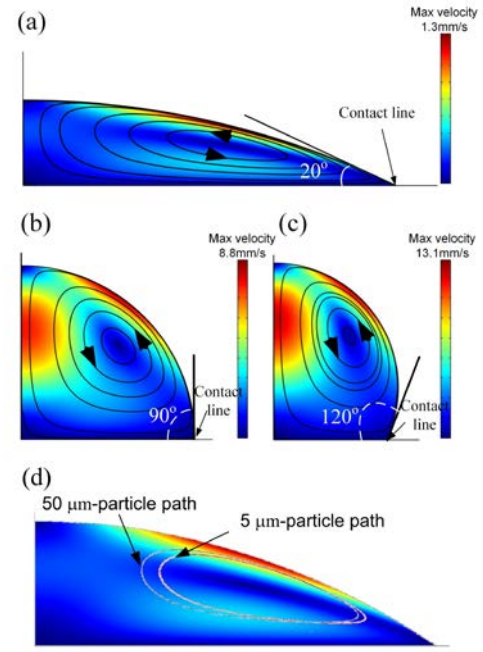 (a)
Max velocity
1.3mm/s
Contact line
20°
(b)
Max velocity
8.8mm/s
90°
Contact
line
(c)
Max velocity
13.1mm/s
120°
Contact
line
(d)
50 μm-particle path
5 μm-particle path